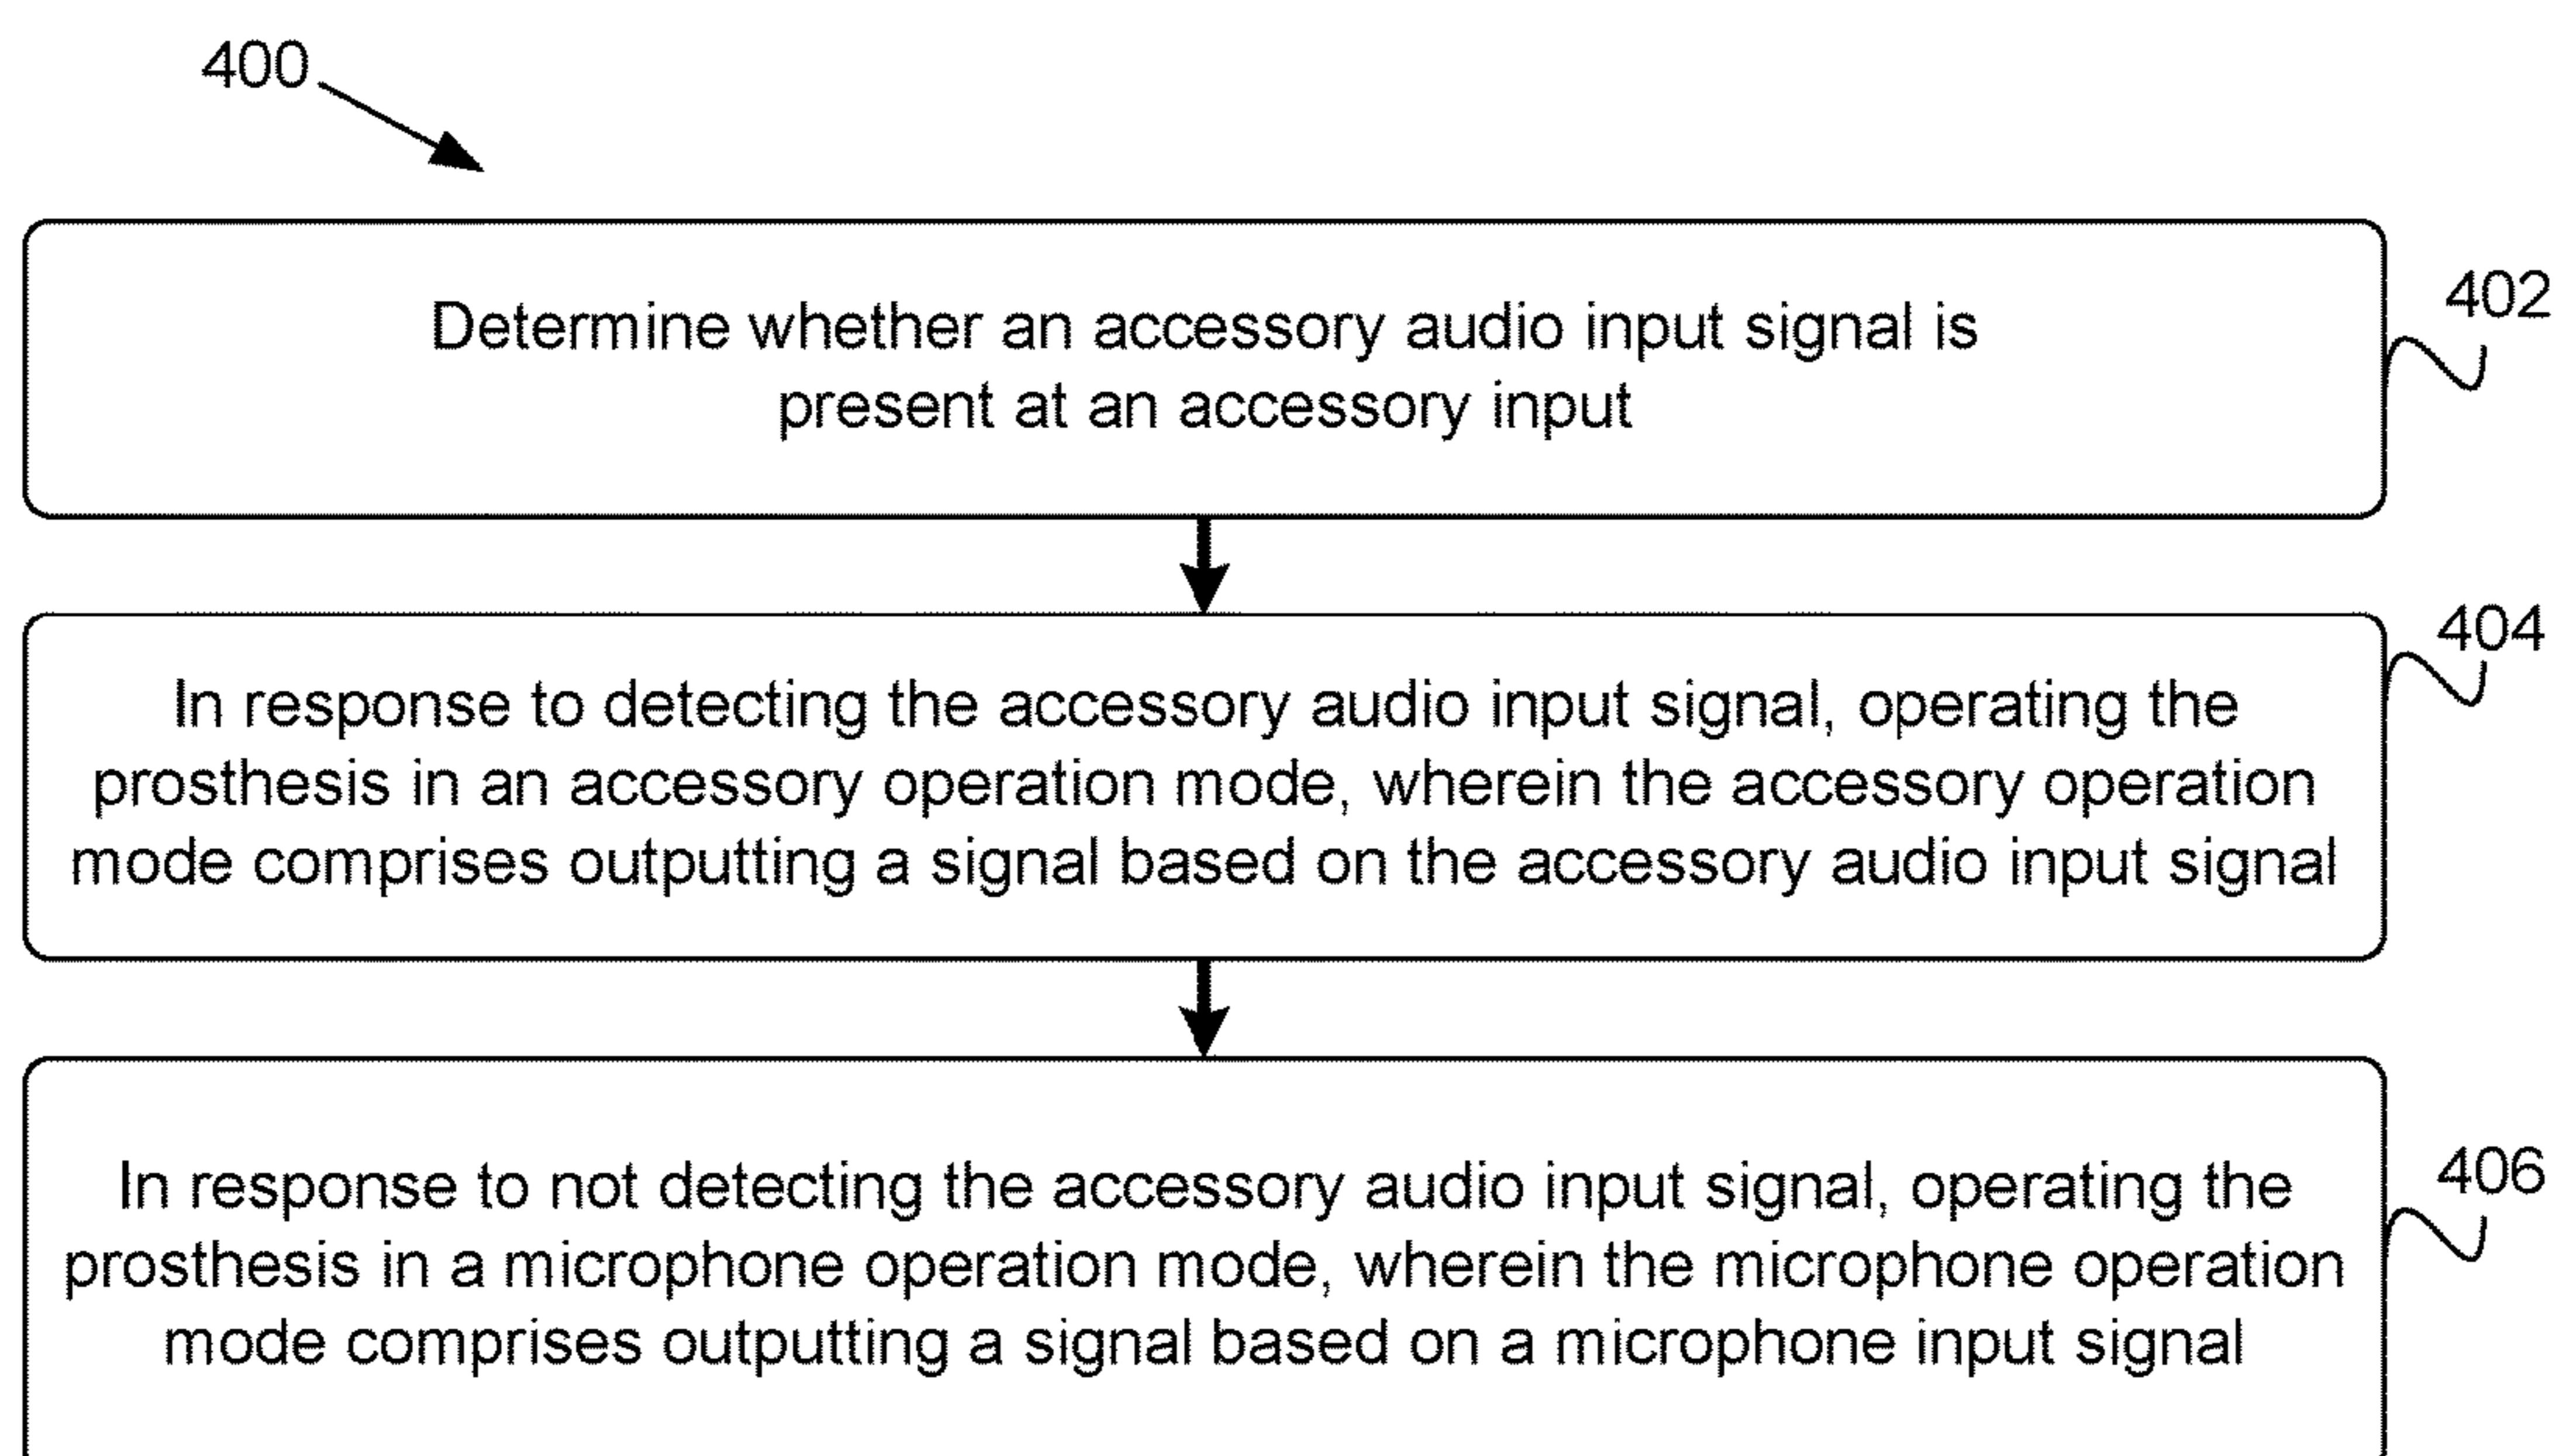 400
Determine whether an accessory audio input signal is
present at an accessory input
402
In response to detecting the accessory audio input signal, operating the
prosthesis in an accessory operation mode, wherein the accessory operation
mode comprises outputting a signal based on the accessory audio input signal
404
In response to not detecting the accessory audio input signal, operating the
prosthesis in a microphone operation mode, wherein the microphone operation
mode comprises outputting a signal based on a microphone input signal
406